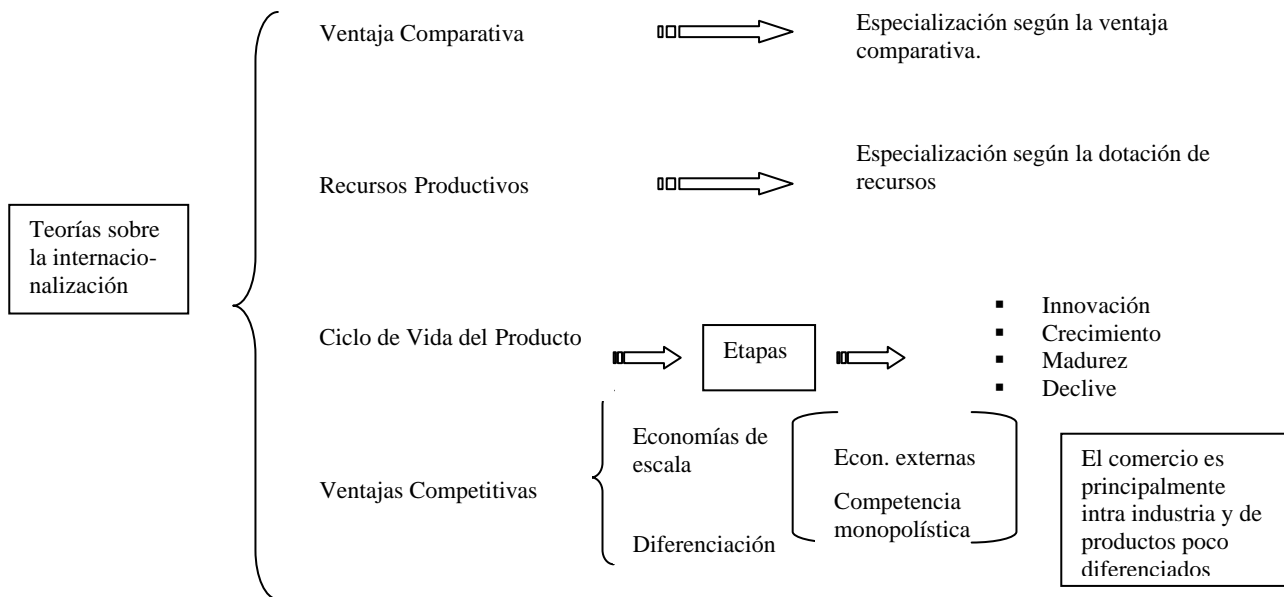 Teorías sobre
la internacio-
nalización
Ventaja Comparativa
Especialización según la ventaja
comparativa.
Recursos Productivos
Especialización según la dotación de
recursos
Ciclo de Vida del Producto
Etapas
Innovación
Crecimiento
Madurez
Declive
Ventajas Competitivas
Economías de
escala
Diferenciación
Econ. externas
Competencia
monopolística
El comercio es
principalmente
intra industria y de
productos poco
diferenciados